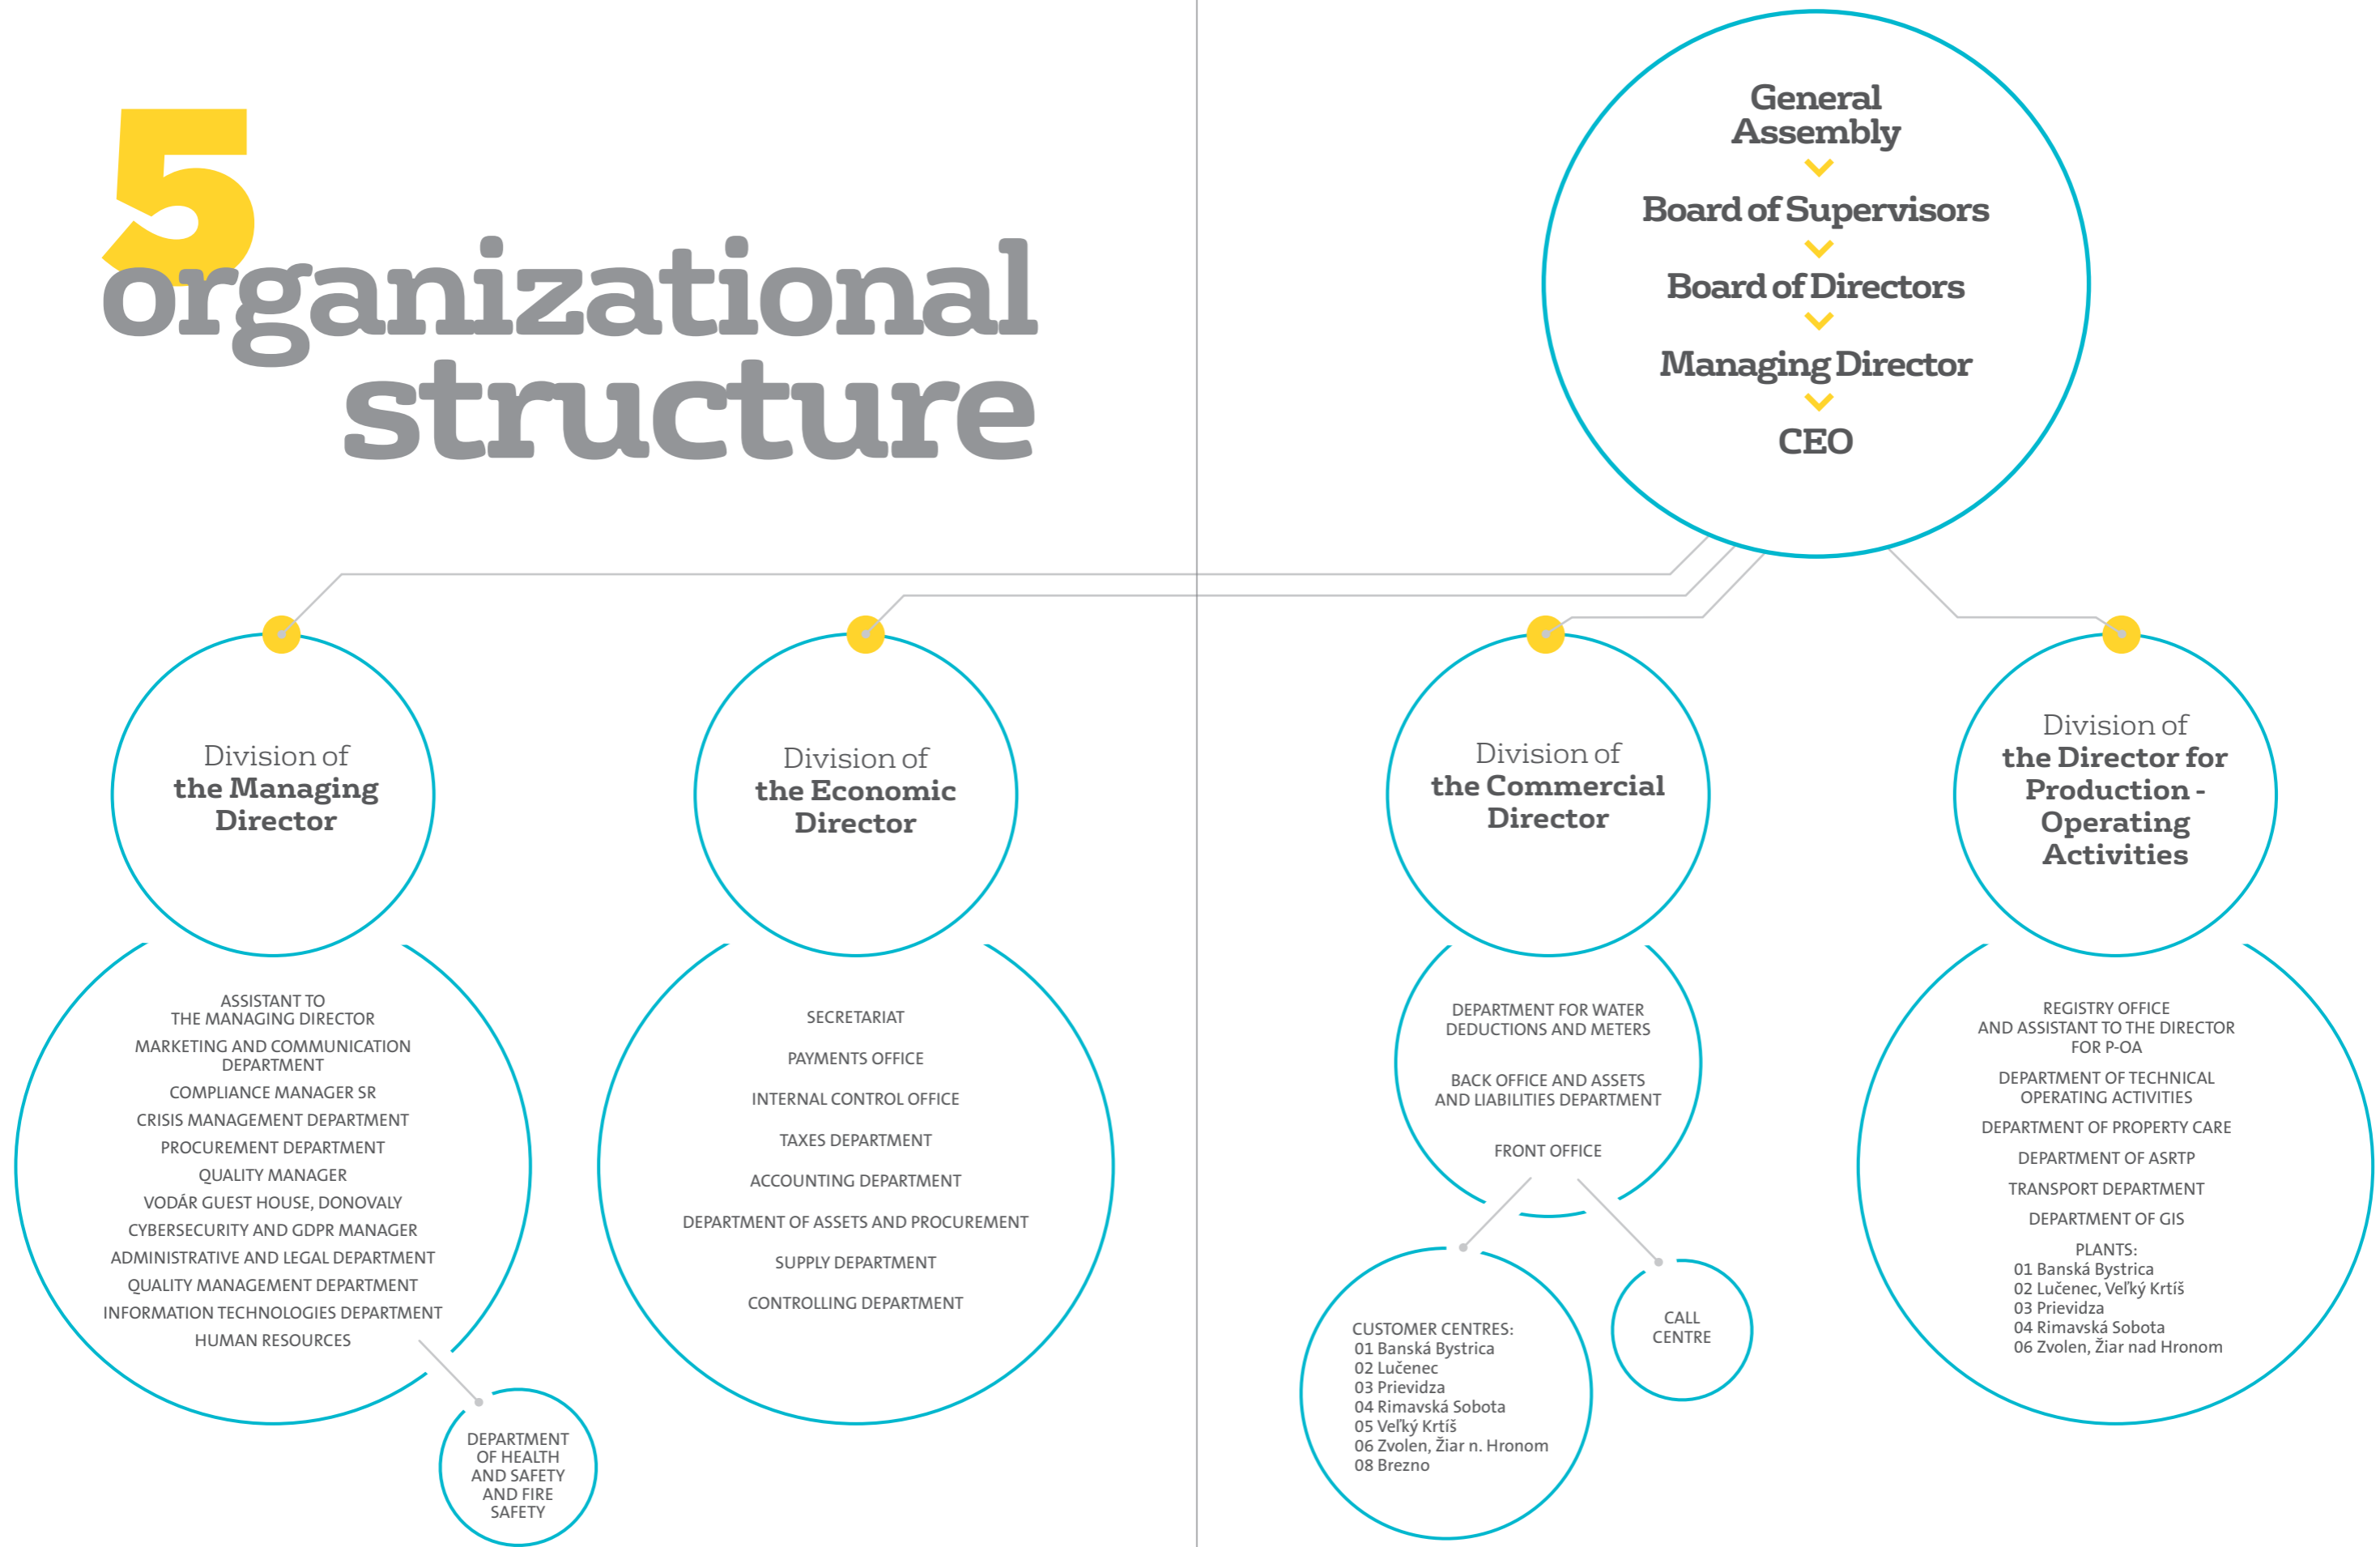 5
organizational
structure
General
Assembly
Board of Supervisors
Board of Directors
Managing Director
CEO
Division of
the Managing
Director
ASSISTANT TO
THE MANAGING DIRECTOR
MARKETING AND COMMUNICATION
DEPARTMENT
COMPLIANCE MANAGER SR
CRISIS MANAGEMENT DEPARTMENT
PROCUREMENT DEPARTMENT
QUALITY MANAGER
VODÁR GUEST HOUSE, DONOVALY
CYBERSECURITY AND GDPR MANAGER
ADMINISTRATIVE AND LEGAL DEPARTMENT
QUALITY MANAGEMENT DEPARTMENT
INFORMATION TECHNOLOGIES DEPARTMENT
HUMAN RESOURCES
DEPARTMENT
OF HEALTH
AND SAFETY
AND FIRE
SAFETY
Division of
the Economic
Director
SECRETARIAT
PAYMENTS OFFICE
INTERNAL CONTROL OFFICE
TAXES DEPARTMENT
ACCOUNTING DEPARTMENT
DEPARTMENT OF ASSETS AND PROCUREMENT
SUPPLY DEPARTMENT
CONTROLLING DEPARTMENT
Division of
the Commercial
Director
DEPARTMENT FOR WATER
DEDUCTIONS AND METERS
BACK OFFICE AND ASSETS
AND LIABILITIES DEPARTMENT
FRONT OFFICE
CUSTOMER CENTRES:
01 Banská Bystrica
02 Lučenec
03 Prievidza
04 Rimavská Sobota
05 Veľký Krtíš
06 Zvolen, Žiar n. Hronom
08 Brezno
CALL
CENTRE
Division of
the Director for
Production -
Operating
Activities
REGISTRY OFFICE
AND ASSISTANT TO THE DIRECTOR
FOR P-OA
DEPARTMENT OF TECHNICAL
OPERATING ACTIVITIES
DEPARTMENT OF PROPERTY CARE
DEPARTMENT OF ASRTP
TRANSPORT DEPARTMENT
DEPARTMENT OF GIS
PLANTS:
01 Banská Bystrica
02 Lučenec, Veľký Krtíš
03 Prievidza
04 Rimavská Sobota
06 Zvolen, Žiar nad Hronom